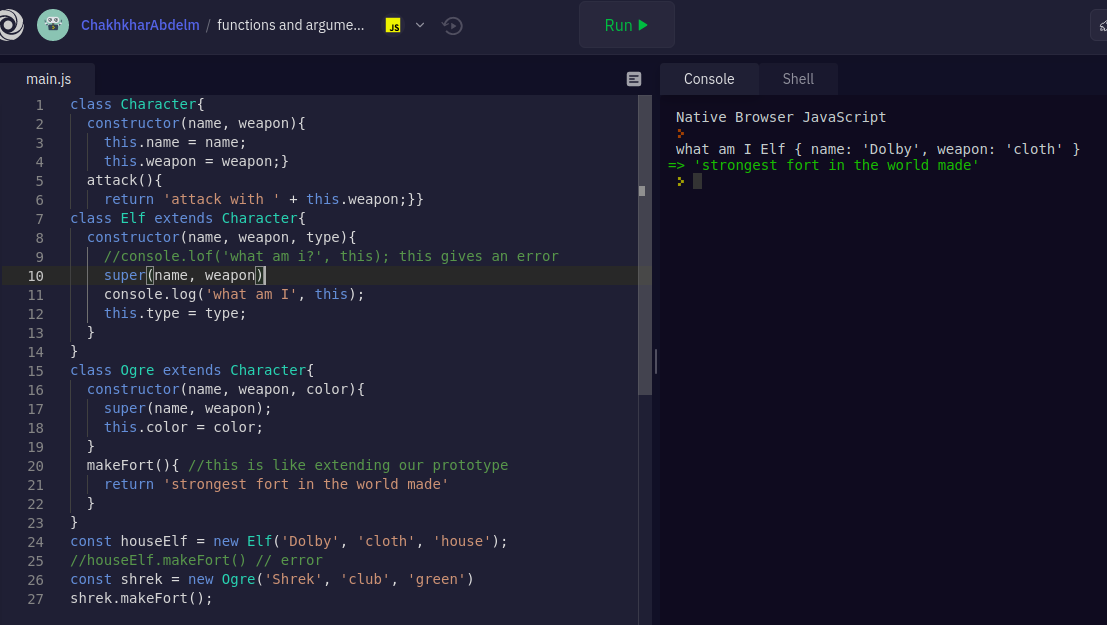 ChakhkharAbdelm / functions and argume... JS
Run
main.js
Console Shell
1 class Character{
2 constructor(name, weapon){
3 this.name = name;
4 this.weapon = weapon;}
5 attack(){
6 return 'attack with ' + this.weapon;}}
7 class Elf extends Character{
8 constructor(name, weapon, type){
9 //console.lof('what am i?', this); this gives an error
10 super(name, weapon)
11 console.log('what am I', this);
12 this.type = type;
13 }
14 }
15 class Ogre extends Character{
16 constructor(name, weapon, color){
17 super(name, weapon);
18 this.color = color;
19 }
20 makeFort(){ //this is like extending our prototype
21 return 'strongest fort in the world made'
22 }
23 }
24 const houseElf = new Elf('Dolby', 'cloth', 'house');
25 //houseElf.makeFort() // error
26 const shrek = new Ogre('Shrek', 'club', 'green')
27 shrek.makeFort();
Native Browser JavaScript
what am I Elf { name: 'Dolby', weapon: 'cloth' }
=> 'strongest fort in the world made'